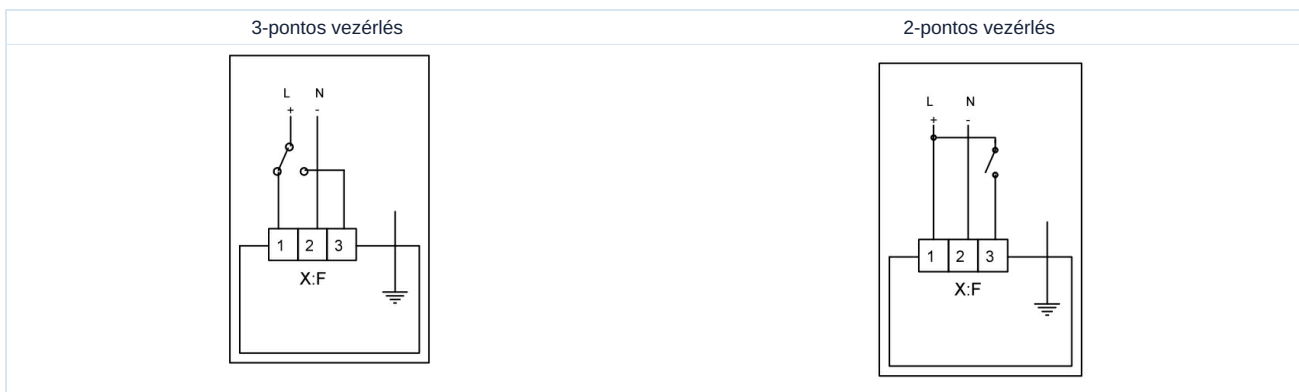 3-pontos vezérlés
L N
+ -
1 2 3
X:F
2-pontos vezérlés
L N
+ -
1 2 3
X:F